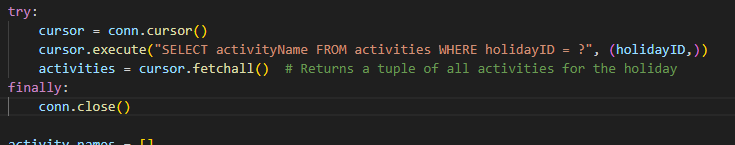 try:
    cursor = conn.cursor()
    cursor.execute("SELECT activityName FROM activities WHERE holidayID = ?", (holidayID,))
    activities = cursor.fetchall()  # Returns a tuple of all activities for the holiday
finally:
    conn.close()
activity_names = []